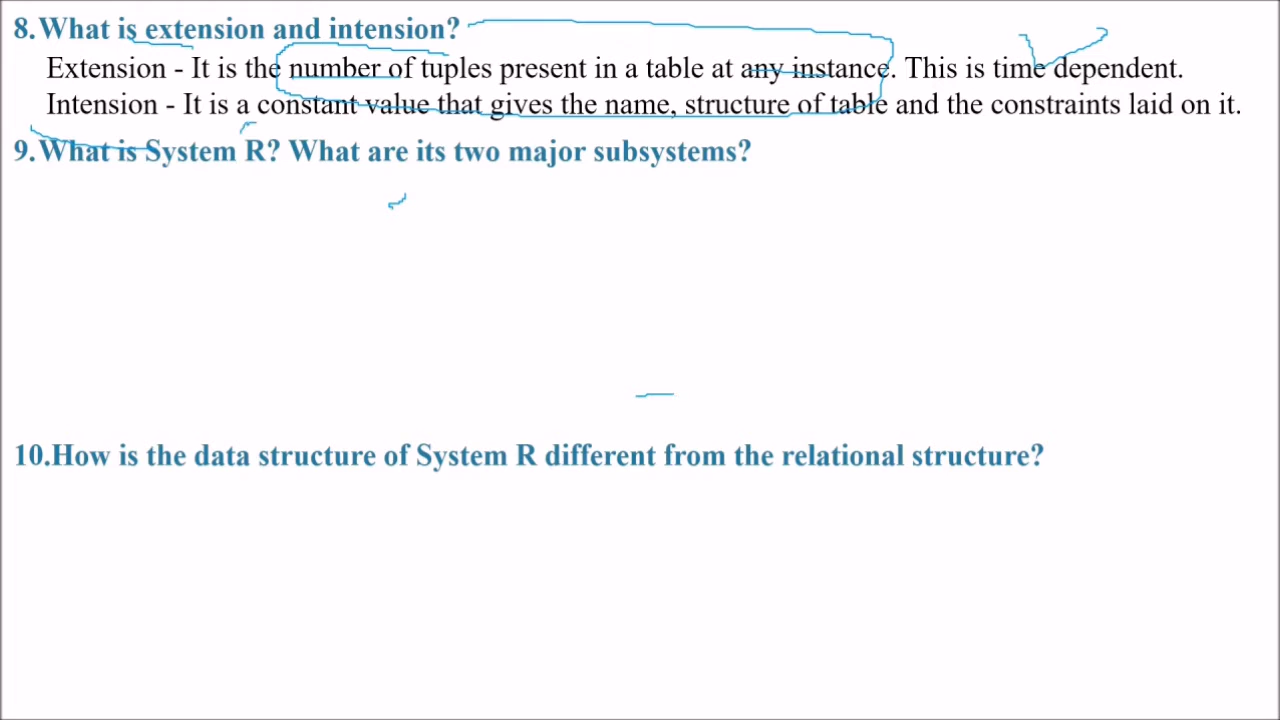 8.What is extension and intension?
Extension - It is the number of tuples present in a table at any instance. This is time dependent.
Intension - It is a constant value that gives the name, structure of table and the constraints laid on it.
9.What is System R? What are its two major subsystems?
10.How is the data structure of System R different from the relational structure?